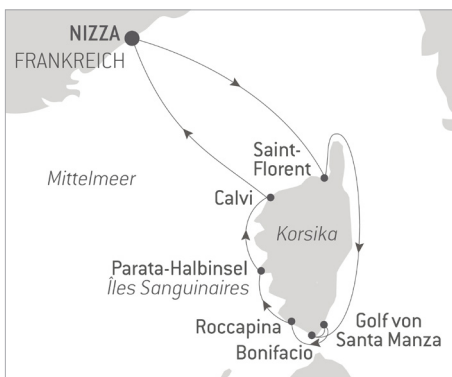 NIZZA
FRANKREICH
Saint-
Florent
Mittelmeer
Calvi
Korsika
Parata-Halbinsel
Îles Sanguinaires
Roccapina
Golf von
Santa Manza
Bonifacio